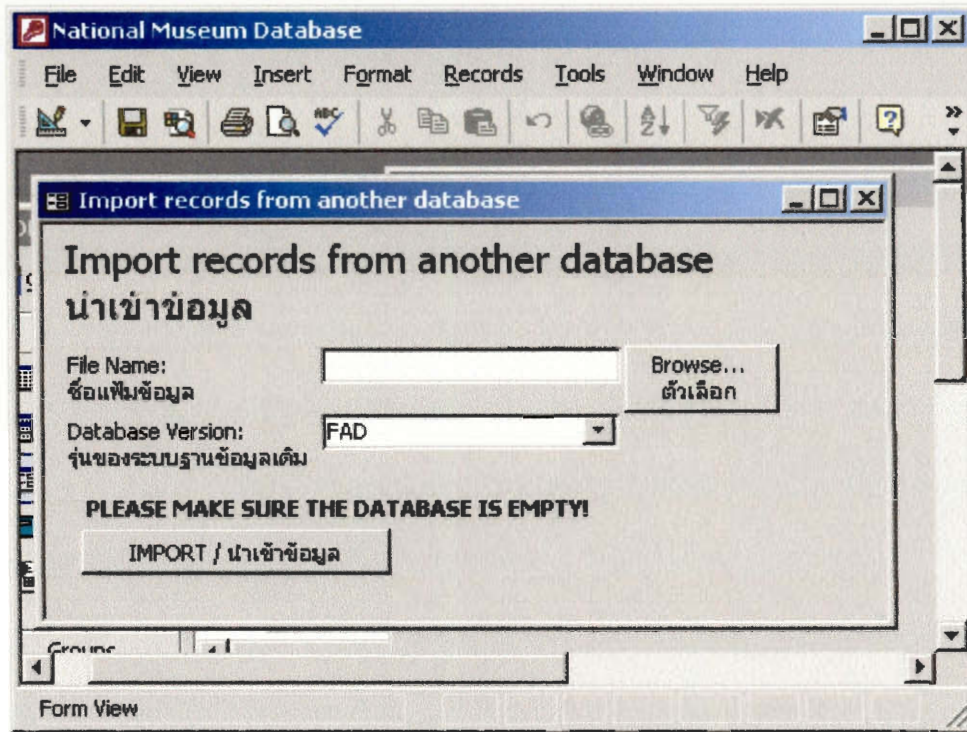 National Museum Database
File Edit View Insert Format Records Tools Window Help
Import records from another database
Import records from another database
นำเข้าข้อมูล
File Name:
ชื่อแฟ้มข้อมูล
Browse...
ตัวเลือก
Database Version:
รุ่นของระบบฐานข้อมูลเดิม
FAD
PLEASE MAKE SURE THE DATABASE IS EMPTY!
IMPORT / นำเข้าข้อมูล
Groups
Form View